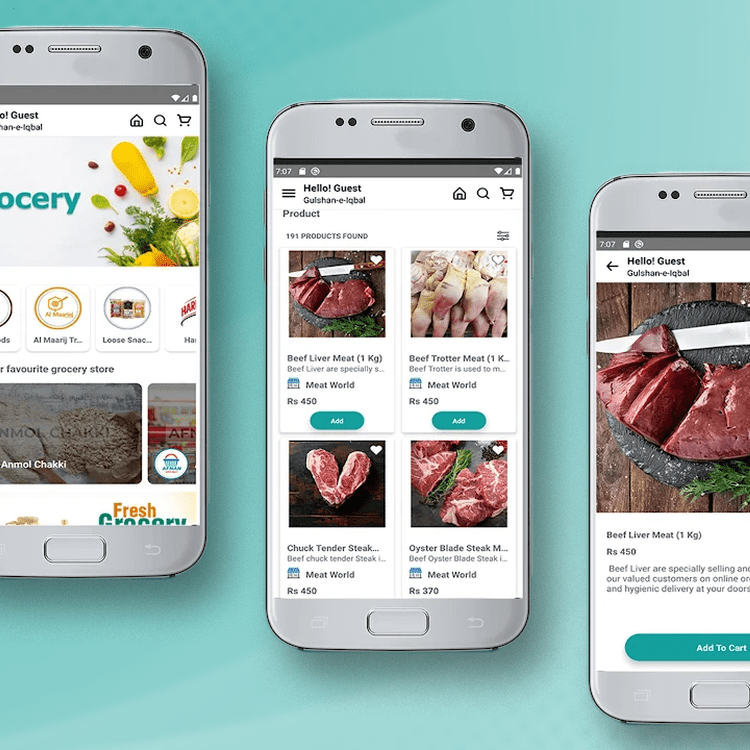 o! Guest
han-e-Iqbal
ocery
ds
Al Maarij
Al Maarij Tr...
Loose Snac...
HAR
Ha
r favourite grocery store
ANMOL CHAKKI
Anmol Chakki
AFNAN
Fresh
Grocery
7:07
Hello! Guest
Gulshan-e-Iqbal
Product
191 PRODUCTS FOUND
Beef Liver Meat (1 Kg)
Beef Liver are specially s...
Meat World
Rs 450
Add
Beef Trotter Meat (1 K...
Beef Trotter is used to m...
Meat World
Rs 450
Add
Chuck Tender Steak...
Beef chuck tender Steak i...
Meat World
Rs 450
Oyster Blade Steak M...
Beef Oyster Blade Steak i...
Meat World
Rs 370
7:07
Hello! Guest
Gulshan-e-Iqbal
Beef Liver Meat (1 Kg)
Rs 450
Beef Liver are specially selling and
our valued customers on online or
and hygienic delivery at your doors
Add To Cart